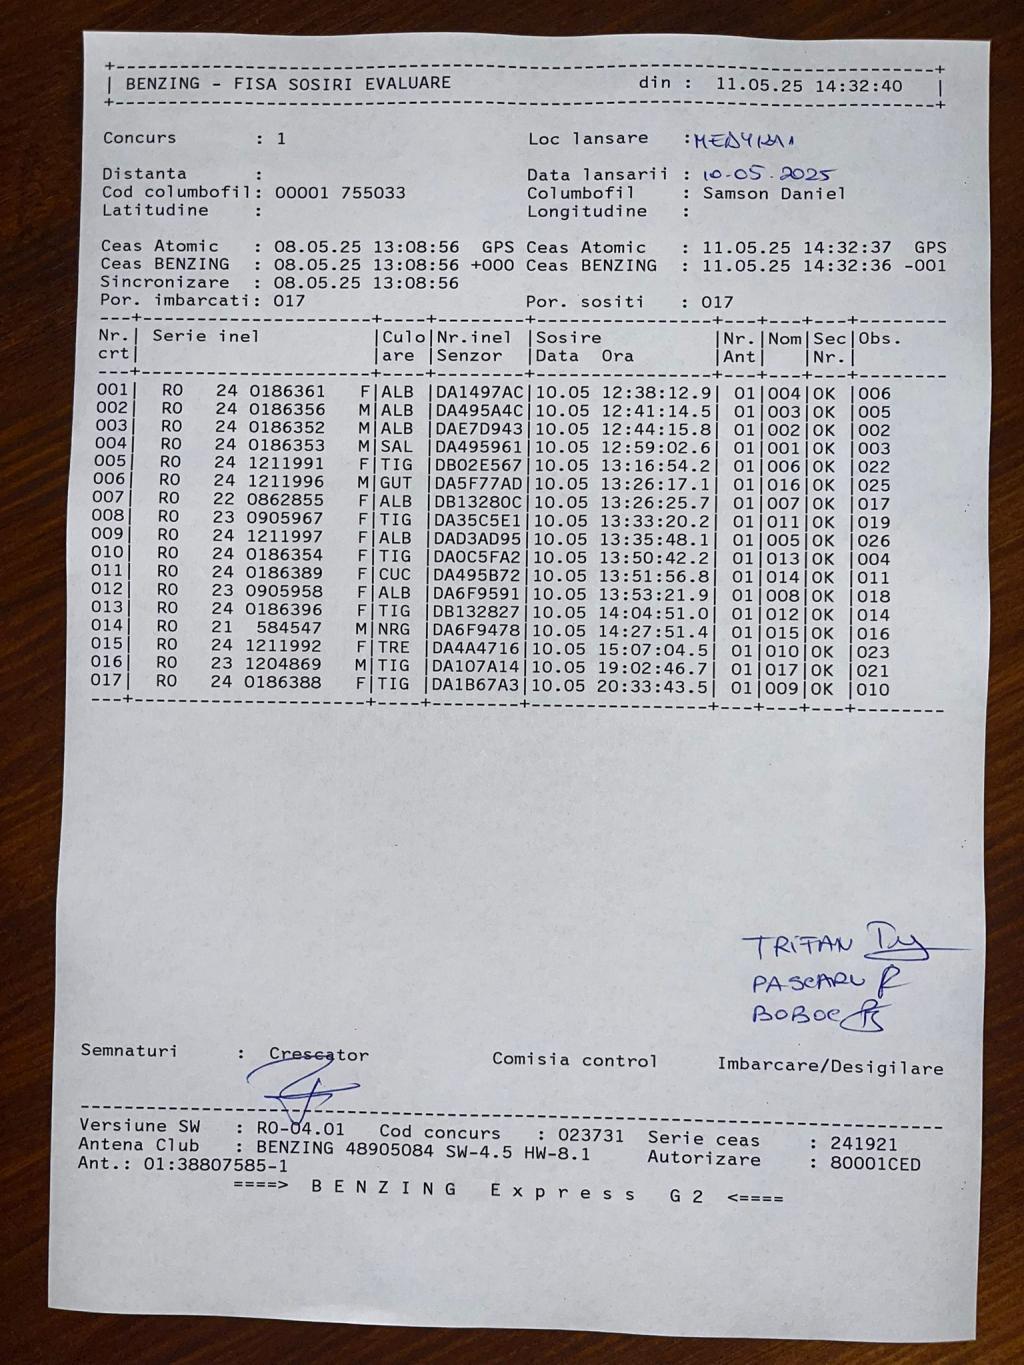 BENZING - FISA SOSIRI EVALUARE din : 11.05.25 14:32:40
Concurs : 1 Loc lansare :
Distanta : Data lansarii : 10-05.2025
Cod columbofil: 00001 755033 Columbofil : Samson Daniel
Latitudine : Longitudine :
Ceas Atomic : 08.05.25 13:08:56 GPS Ceas Atomic : 11.05.25 14:32:37 GPS
Ceas BENZING : 08.05.25 13:08:56 +000 Ceas BENZING : 11.05.25 14:32:36 -001
Sincronizare : 08.05.25 13:08:56
Por. imbarcati: 017 Por. sositi : 017
Nr.| Serie inel |Culo|Nr.inel |Sosire |Nr.|Nom|Sec|Obs.
crt| |are |Senzor |Data Ora |Ant| |Nr.|
001| RO 24 0186361 F|ALB|DA1497AC|10.05 12:38:12.9| 01|004|OK |006
002| RO 24 0186356 M|ALB|DA495A4C|10.05 12:41:14.5| 01|003|OK |005
003| RO 24 0186352 M|ALB|DAE7D943|10.05 12:44:15.8| 01|002|OK |002
004| RO 24 0186353 M|SAL|DA495961|10.05 12:59:02.6| 01|001|OK |003
005| RO 24 1211991 F|TIG|DB02E567|10.05 13:16:54.2| 01|006|OK |022
006| RO 24 1211996 M|GUT|DA5F77AD|10.05 13:26:17.1| 01|016|OK |025
007| RO 22 0862855 F|ALB|DB13280C|10.05 13:26:25.7| 01|007|OK |017
008| RO 23 0905967 F|TIG|DA35C5E1|10.05 13:33:20.2| 01|011|OK |019
009| RO 24 1211997 F|ALB|DAD3AD95|10.05 13:35:48.1| 01|005|OK |026
010| RO 24 0186354 F|TIG|DA0C5FA2|10.05 13:50:42.2| 01|013|OK |004
011| RO 24 0186389 F|CUC|DA495B72|10.05 13:51:56.8| 01|014|OK |011
012| RO 23 0905958 F|ALB|DA6F9591|10.05 13:53:21.9| 01|008|OK |018
013| RO 24 0186396 F|TIG|DB132827|10.05 14:04:51.0| 01|012|OK |014
014| RO 21 584547 M|NRG|DA6F9478|10.05 14:27:51.4| 01|015|OK |016
015| RO 24 1211992 F|TRE|DA4A4716|10.05 15:07:04.5| 01|010|OK |023
016| RO 23 1204869 M|TIG|DA107A14|10.05 19:02:46.7| 01|017|OK |021
017| RO 24 0186388 F|TIG|DA1B67A3|10.05 20:33:43.5| 01|009|OK |010
TRIFAN
PASCARU
BOBOC
Semnaturi : Crescator Comisia control Imbarcare/Desigilare
Versiune SW : RO-04.01 Cod concurs : 023731 Serie ceas : 241921
Antena Club : BENZING 48905084 SW-4.5 HW-8.1 Autorizare : 80001CED
Ant.: 01:38807585-1
====> B E N Z I N G E x p r e s s G 2 <====